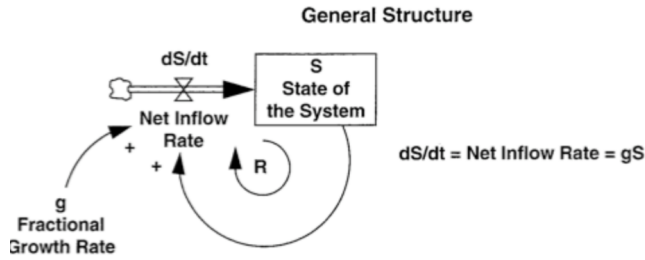 General Structure
dS/dt
S
State of
the System
Net Inflow
Rate
dS/dt = Net Inflow Rate = gS
+
+
R
g
Fractional
Growth Rate